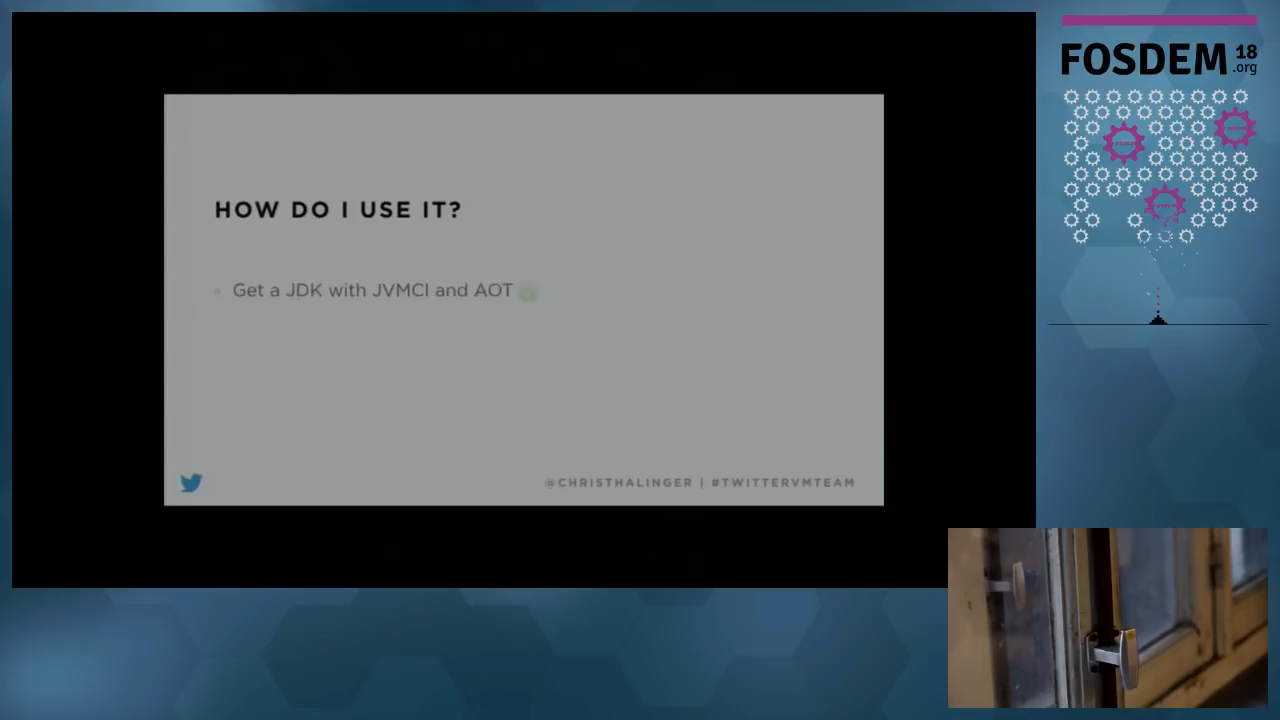 HOW DO I USE IT?
Get a JDK with JVMCI and AOT
@CHRISTHALINGER | #TWITTERVMTEAM
FOSDEM 18
.org